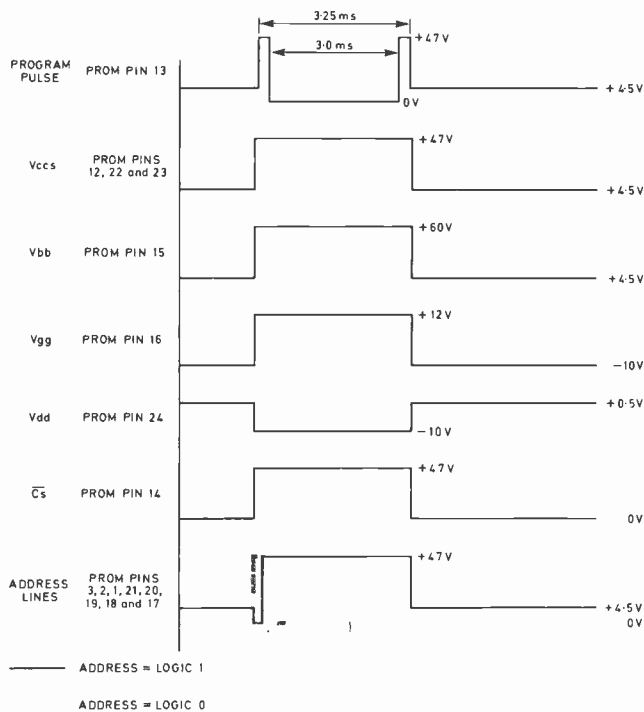 3·25ms
+47V
3·0ms
PROGRAM
PULSE
PROM PIN 13
0V
+4·5V
+47V
Vccs
PROM PINS
12, 22 and 23
+4·5V
+60V
Vbb
PROM PIN 15
+4·5V
+12V
Vgg
PROM PIN 16
−10V
+0·5V
Vdd
PROM PIN 24
−10V
+47V
Cs
PROM PIN 14
0V
+47V
ADDRESS
LINES
PROM PINS
3, 2, 1, 21, 20,
19, 18 and 17
+4·5V
0V
ADDRESS = LOGIC 1
ADDRESS = LOGIC 0